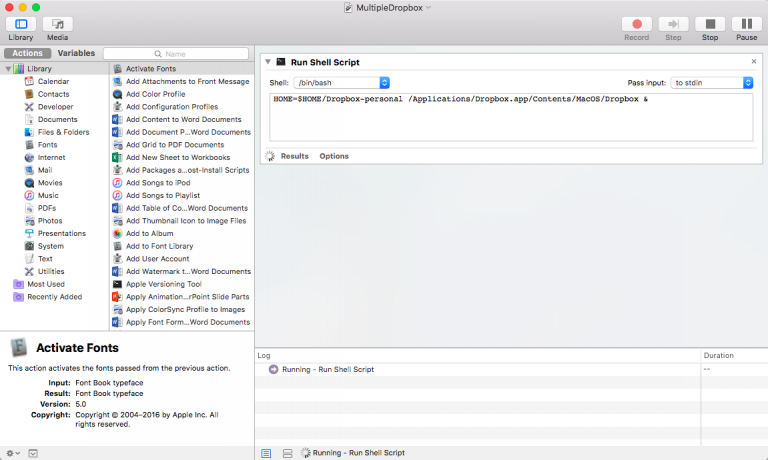 MultipleDropbox
Library
Media
Record
Step
Stop
Pause
Actions
Variables
Name
Library
Calendar
Contacts
Developer
Documents
Files & Folders
Fonts
Internet
Mail
Movies
Music
PDFs
Photos
Presentations
System
Text
Utilities
Most Used
Recently Added
Activate Fonts
Add Attachments to Front Message
Add Color Profile
Add Configuration Profiles
Add Content to Word Documents
Add Document P...Word Documents
Add Grid to PDF Documents
Add New Sheet to Workbooks
Add Packages a...ost-Install Scripts
Add Songs to iPod
Add Songs to Playlist
Add Table of Co...Word Documents
Add Thumbnail Icon to Image Files
Add to Album
Add to Font Library
Add User Account
Add Watermark t...Word Documents
Apple Versioning Tool
Apply Animation...rPoint Slide Parts
Apply ColorSync Profile to Images
Apply Font Form...Word Documents
Activate Fonts
This action activates the fonts passed from the previous action.
Input: Font Book typeface
Result: Font Book typeface
Version: 5.0
Copyright: Copyright © 2004–2016 by Apple Inc. All
rights reserved.
Run Shell Script
Shell: /bin/bash
Pass input: to stdin
HOME=$HOME/Dropbox-personal /Applications/Dropbox.app/Contents/MacOS/Dropbox &
Results
Options
Log
Duration
Running - Run Shell Script
--
Running - Run Shell Script